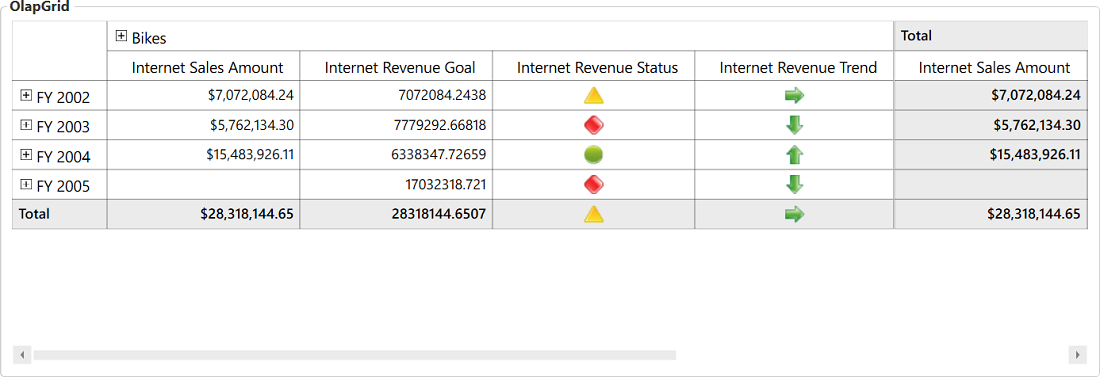 OlapGrid
Bikes Total
Internet Sales Amount Internet Revenue Goal Internet Revenue Status Internet Revenue Trend Internet Sales Amount
FY 2002 $7,072,084.24 7072084.2438 $7,072,084.24
FY 2003 $5,762,134.30 7779292.66818 $5,762,134.30
FY 2004 $15,483,926.11 6338347.72659 $15,483,926.11
FY 2005 17032318.721
Total $28,318,144.65 28318144.6507 $28,318,144.65